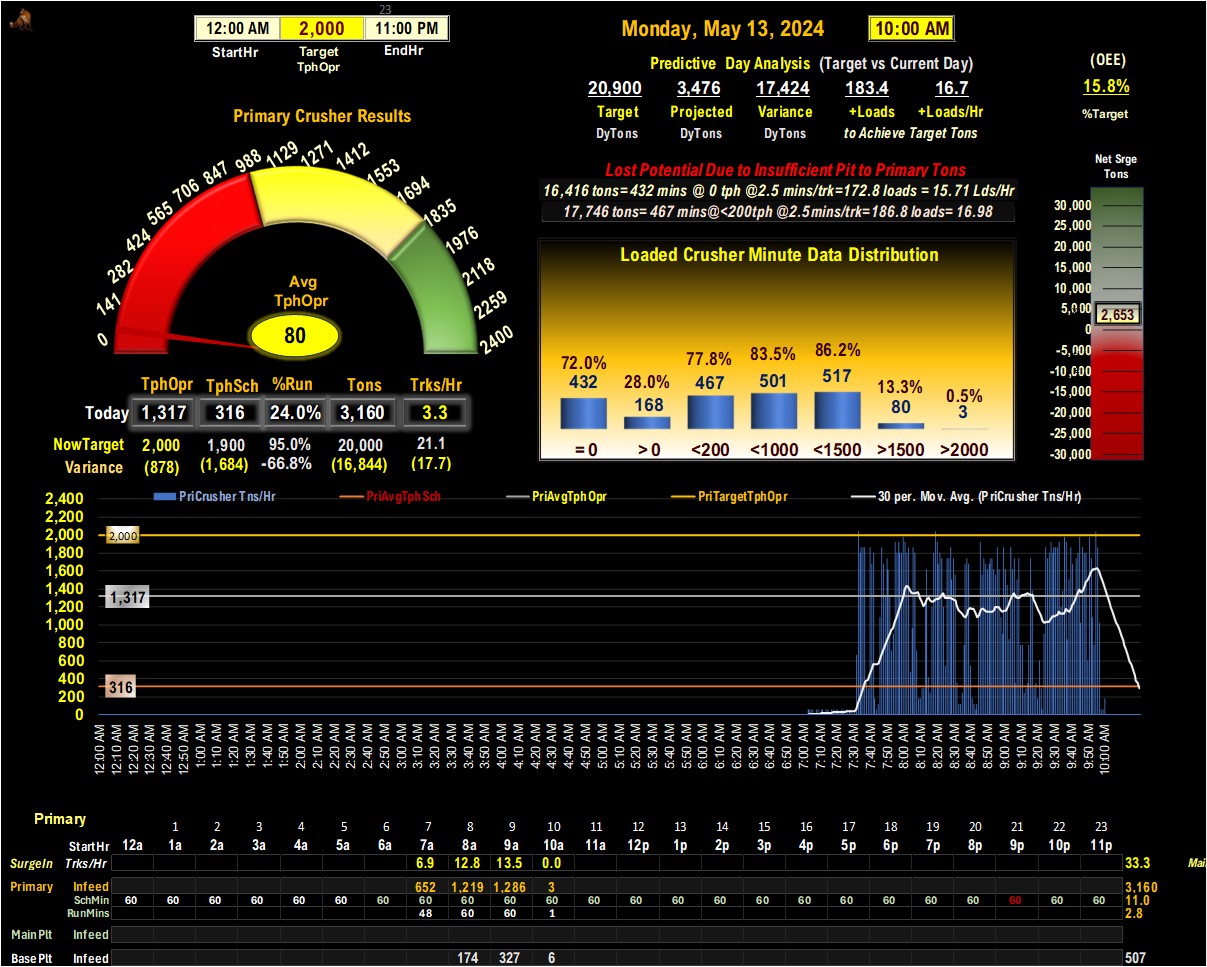 23
12:00 AM 2,000 11:00 PM
StartHr Target TphOpr EndHr
Monday, May 13, 2024 10:00 AM
Predictive Day Analysis (Target vs Current Day)
20,900 3,476 17,424 183.4 16.7
Target Projected Variance +Loads +Loads/Hr
DyTons DyTons DyTons to Achieve Target Tons
(OEE)
15.8%
%Target
Primary Crusher Results
0 141 282 424 565 706 847 988 1129 1271 1412 1553 1694 1835 1976 2118 2259 2400
Avg
TphOpr
80
Lost Potential Due to Insufficient Pit to Primary Tons
16,416 tons=432 mins @ 0 tph @2.5 mins/trk=172.8 loads = 15.71 Lds/Hr
17,746 tons= 467 mins@<200tph @2.5mins/trk=186.8 loads= 16.98
Net Srge
Tons
30,000
25,000
20,000
15,000
10,000
5,000
2,653
0
-5,000
-10,000
-15,000
-20,000
-25,000
-30,000
Loaded Crusher Minute Data Distribution
72.0% 28.0% 77.8% 83.5% 86.2% 13.3% 0.5%
432 168 467 501 517 80 3
=0 >0 <200 <1000 <1500 >1500 >2000
TphOpr TphSch %Run Tons Trks/Hr
Today 1,317 316 24.0% 3,160 3.3
NowTarget 2,000 1,900 95.0% 20,000 21.1
Variance (878) (1,684) -66.8% (16,844) (17.7)
PriCrusher Tns/Hr PriAvgTphSch PriAvgTphOpr PriTargetTphOpr 30 per. Mov. Avg. (PriCrusher Tns/Hr)
2,400
2,200
2,000 2,000
1,800
1,600
1,400
1,317
1,200
1,000
800
600
400
316
200
0
12:00 AM 12:10 AM 12:20 AM 12:30 AM 12:40 AM 12:50 AM 1:00 AM 1:10 AM 1:20 AM 1:30 AM 1:40 AM 1:50 AM 2:00 AM 2:10 AM 2:20 AM 2:30 AM 2:40 AM 2:50 AM 3:00 AM 3:10 AM 3:20 AM 3:30 AM 3:40 AM 3:50 AM 4:00 AM 4:10 AM 4:20 AM 4:30 AM 4:40 AM 4:50 AM 5:00 AM 5:10 AM 5:20 AM 5:30 AM 5:40 AM 5:50 AM 6:00 AM 6:10 AM 6:20 AM 6:30 AM 6:40 AM 6:50 AM 7:00 AM 7:10 AM 7:20 AM 7:30 AM 7:40 AM 7:50 AM 8:00 AM 8:10 AM 8:20 AM 8:30 AM 8:40 AM 8:50 AM 9:00 AM 9:10 AM 9:20 AM 9:30 AM 9:40 AM 9:50 AM 10:00 AM
Primary
1 2 3 4 5 6 7 8 9 10 11 12 13 14 15 16 17 18 19 20 21 22 23
StartHr 12a 1a 2a 3a 4a 5a 6a 7a 8a 9a 10a 11a 12p 1p 2p 3p 4p 5p 6p 7p 8p 9p 10p 11p
SurgeIn Trks/Hr 6.9 12.8 13.5 0.0 33.3
Primary Infeed 652 1,219 1,286 3 3,160
SchMin 60 60 60 60 60 60 60 60 60 60 60 60 60 60 60 60 60 60 60 60 60 60 60 60 11.0
RunMins 48 60 60 1 2.8
MainPlt Infeed
BasePlt Infeed 174 327 6 507